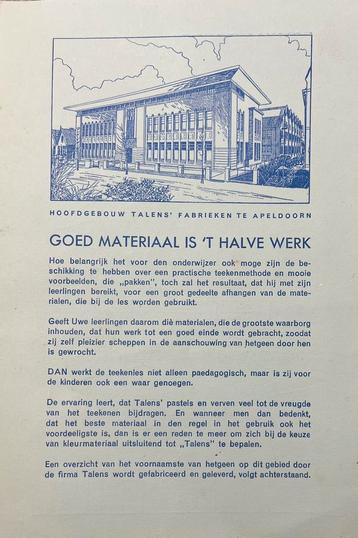 HOOFDGEBOUW TALENS' FABRIEKEN TE APELDOORN
GOED MATERIAAL IS 'T HALVE WERK
Hoe belangrijk het voor den onderwijzer ook moge zijn de be-
schikking te hebben over een practische teekenmethode en mooie
voorbeelden, die „pakken”, toch zal het resultaat, dat hij met zijn
leerlingen bereikt, voor een groot gedeelte afhangen van de mate-
rialen, die bij de les worden gebruikt.
Geeft Uwe leerlingen daarom dié materialen, die de grootste waarborg
inhouden, dat hun werk tot een goed einde wordt gebracht, zoodat
zij zelf pleizier scheppen in de aanschouwing van hetgeen door hen
is gewrocht.
DAN werkt de teekenles niet alleen paedagogisch, maar is zij voor
de kinderen ook een waar genoegen.
De ervaring leert, dat Talens' pastels en verven veel tot de vreugde
van het teekenen bijdragen. En wanneer men dan bedenkt,
dat het beste materiaal in den regel in het gebruik ook het
voordeeligste is, dan is er een reden te meer om zich bij de keuze
van kleurmateriaal uitsluitend tot „Talens” te bepalen.
Een overzicht van het voornaamste van hetgeen op dit gebied door
de firma Talens wordt gefabriceerd en geleverd, volgt achterstaand.